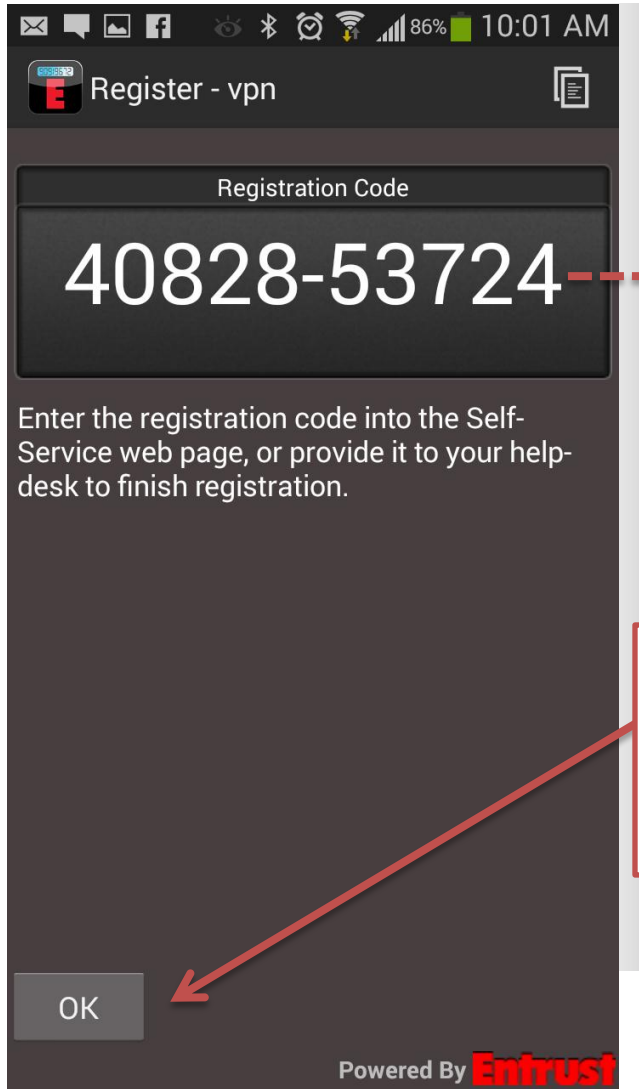 86% 10:01 AM
Register - vpn
Registration Code
40828-53724
Enter the registration code into the Self-
Service web page, or provide it to your help-
desk to finish registration.
OK
Powered By Entrust